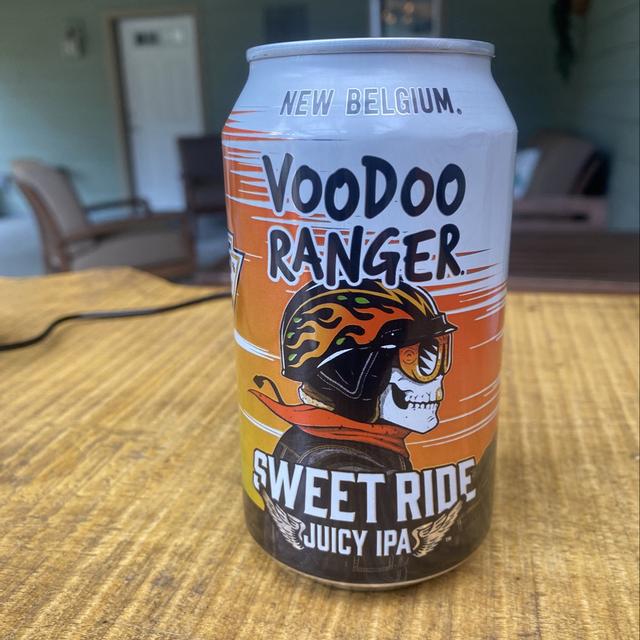 NEW BELGIUM.
VOODOO
RANGER
SWEET RIDE
JUICY IPA